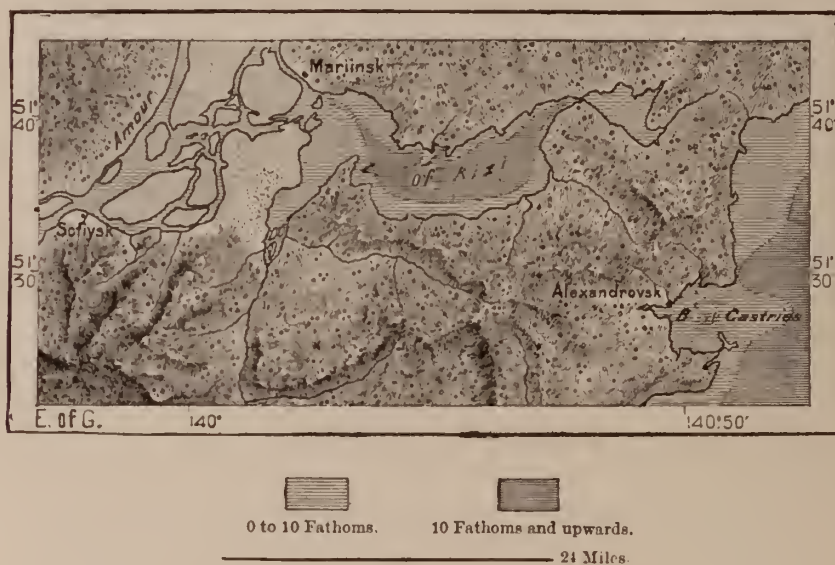 Mariinsk
51°
40'
51°
40'
Amour
L. of Kizi
Sofiysk
51°
30'
51°
30'
Alexandrovsk
B. of Castries
E. of G.
140°
140°50'
0 to 10 Fathoms.
10 Fathoms and upwards.
24 Miles.